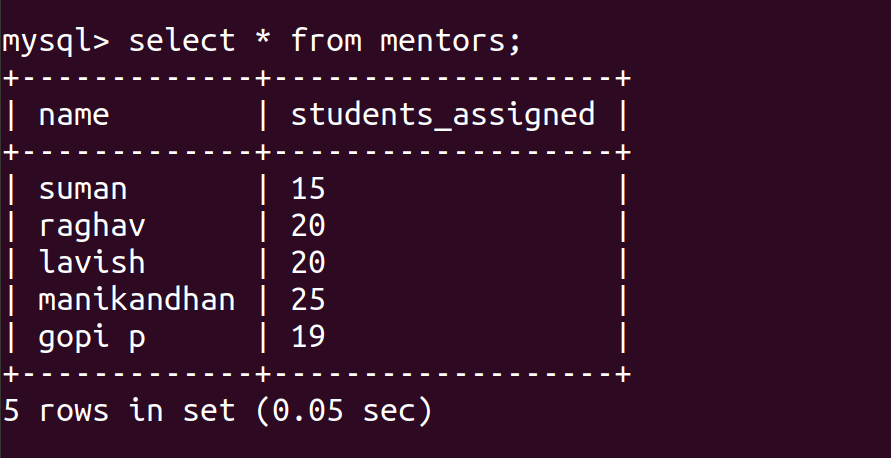 mysql> select * from mentors;
+-------------+-------------------+
| name        | students_assigned |
+-------------+-------------------+
| suman       | 15                |
| raghav      | 20                |
| lavish      | 20                |
| manikandhan | 25                |
| gopi p      | 19                |
+-------------+-------------------+
5 rows in set (0.05 sec)